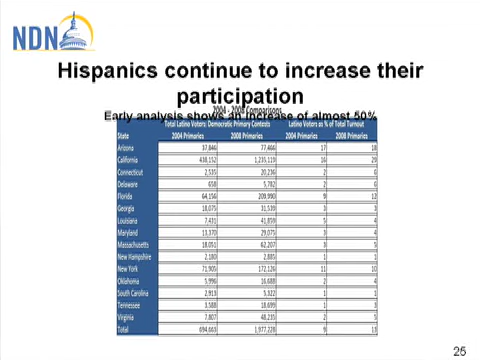 NDN
Hispanics continue to increase their
participation
2004 - 2008 Comparisons
Early analysis shows an increase of almost 50%
Total Latino Voters: Democratic Primary Contests Latino Voters as % of Total Turnout
State 2004 Primaries 2008 Primaries 2004 Primaries 2008 Primaries
Arizona 37,846 77,466 17 18
California 438,152 1,235,119 16 29
Connecticut 2,535 20,236 2 6
Delaware 658 5,782 2 6
Florida 64,156 209,990 9 12
Georgia 18,075 31,539 3 3
Louisiana 7,431 41,859 5 4
Maryland 13,370 29,075 3 4
Massachusetts 18,051 62,207 3 5
New Hampshire 2,180 2,885 1 1
New York 71,905 172,126 11 10
Oklahoma 5,996 16,688 2 4
South Carolina 2,913 5,322 1 1
Tennessee 3,588 18,699 1 3
Virginia 7,807 48,235 2 5
Total 694,663 1,977,228 9 13
25